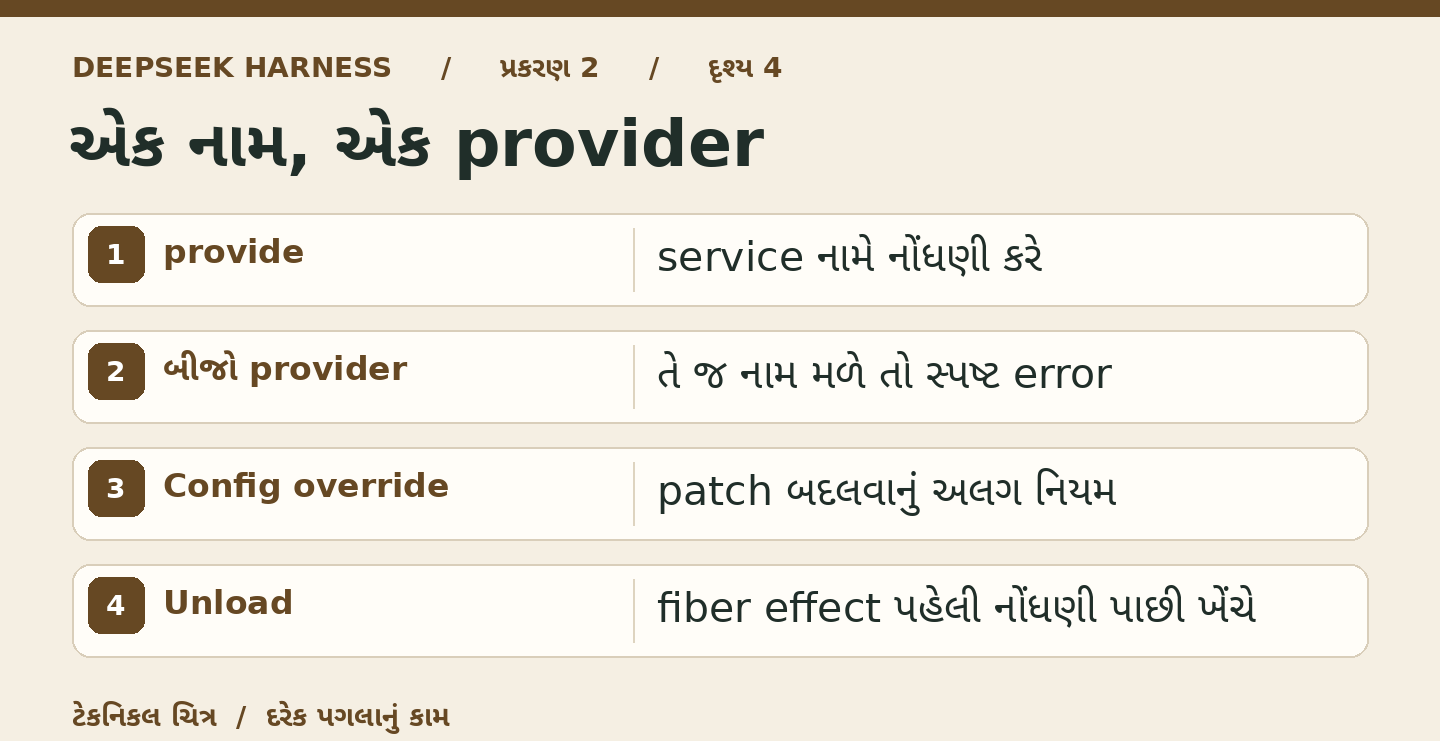 DEEPSEEK HARNESS / પ્રકરણ 2 / દૃશ્ય 4
એક નામ, એક provider
1 provide service નામે નોંધણી કરે
2 બીજો provider તે જ નામ મળે તો સ્પષ્ટ error
3 Config override patch બદલવાનું અલગ નિયમ
4 Unload fiber effect પહેલી નોંધણી પાછી ખેંચે
ટેકનિકલ ચિત્ર / દરેક પગલાનું કામ